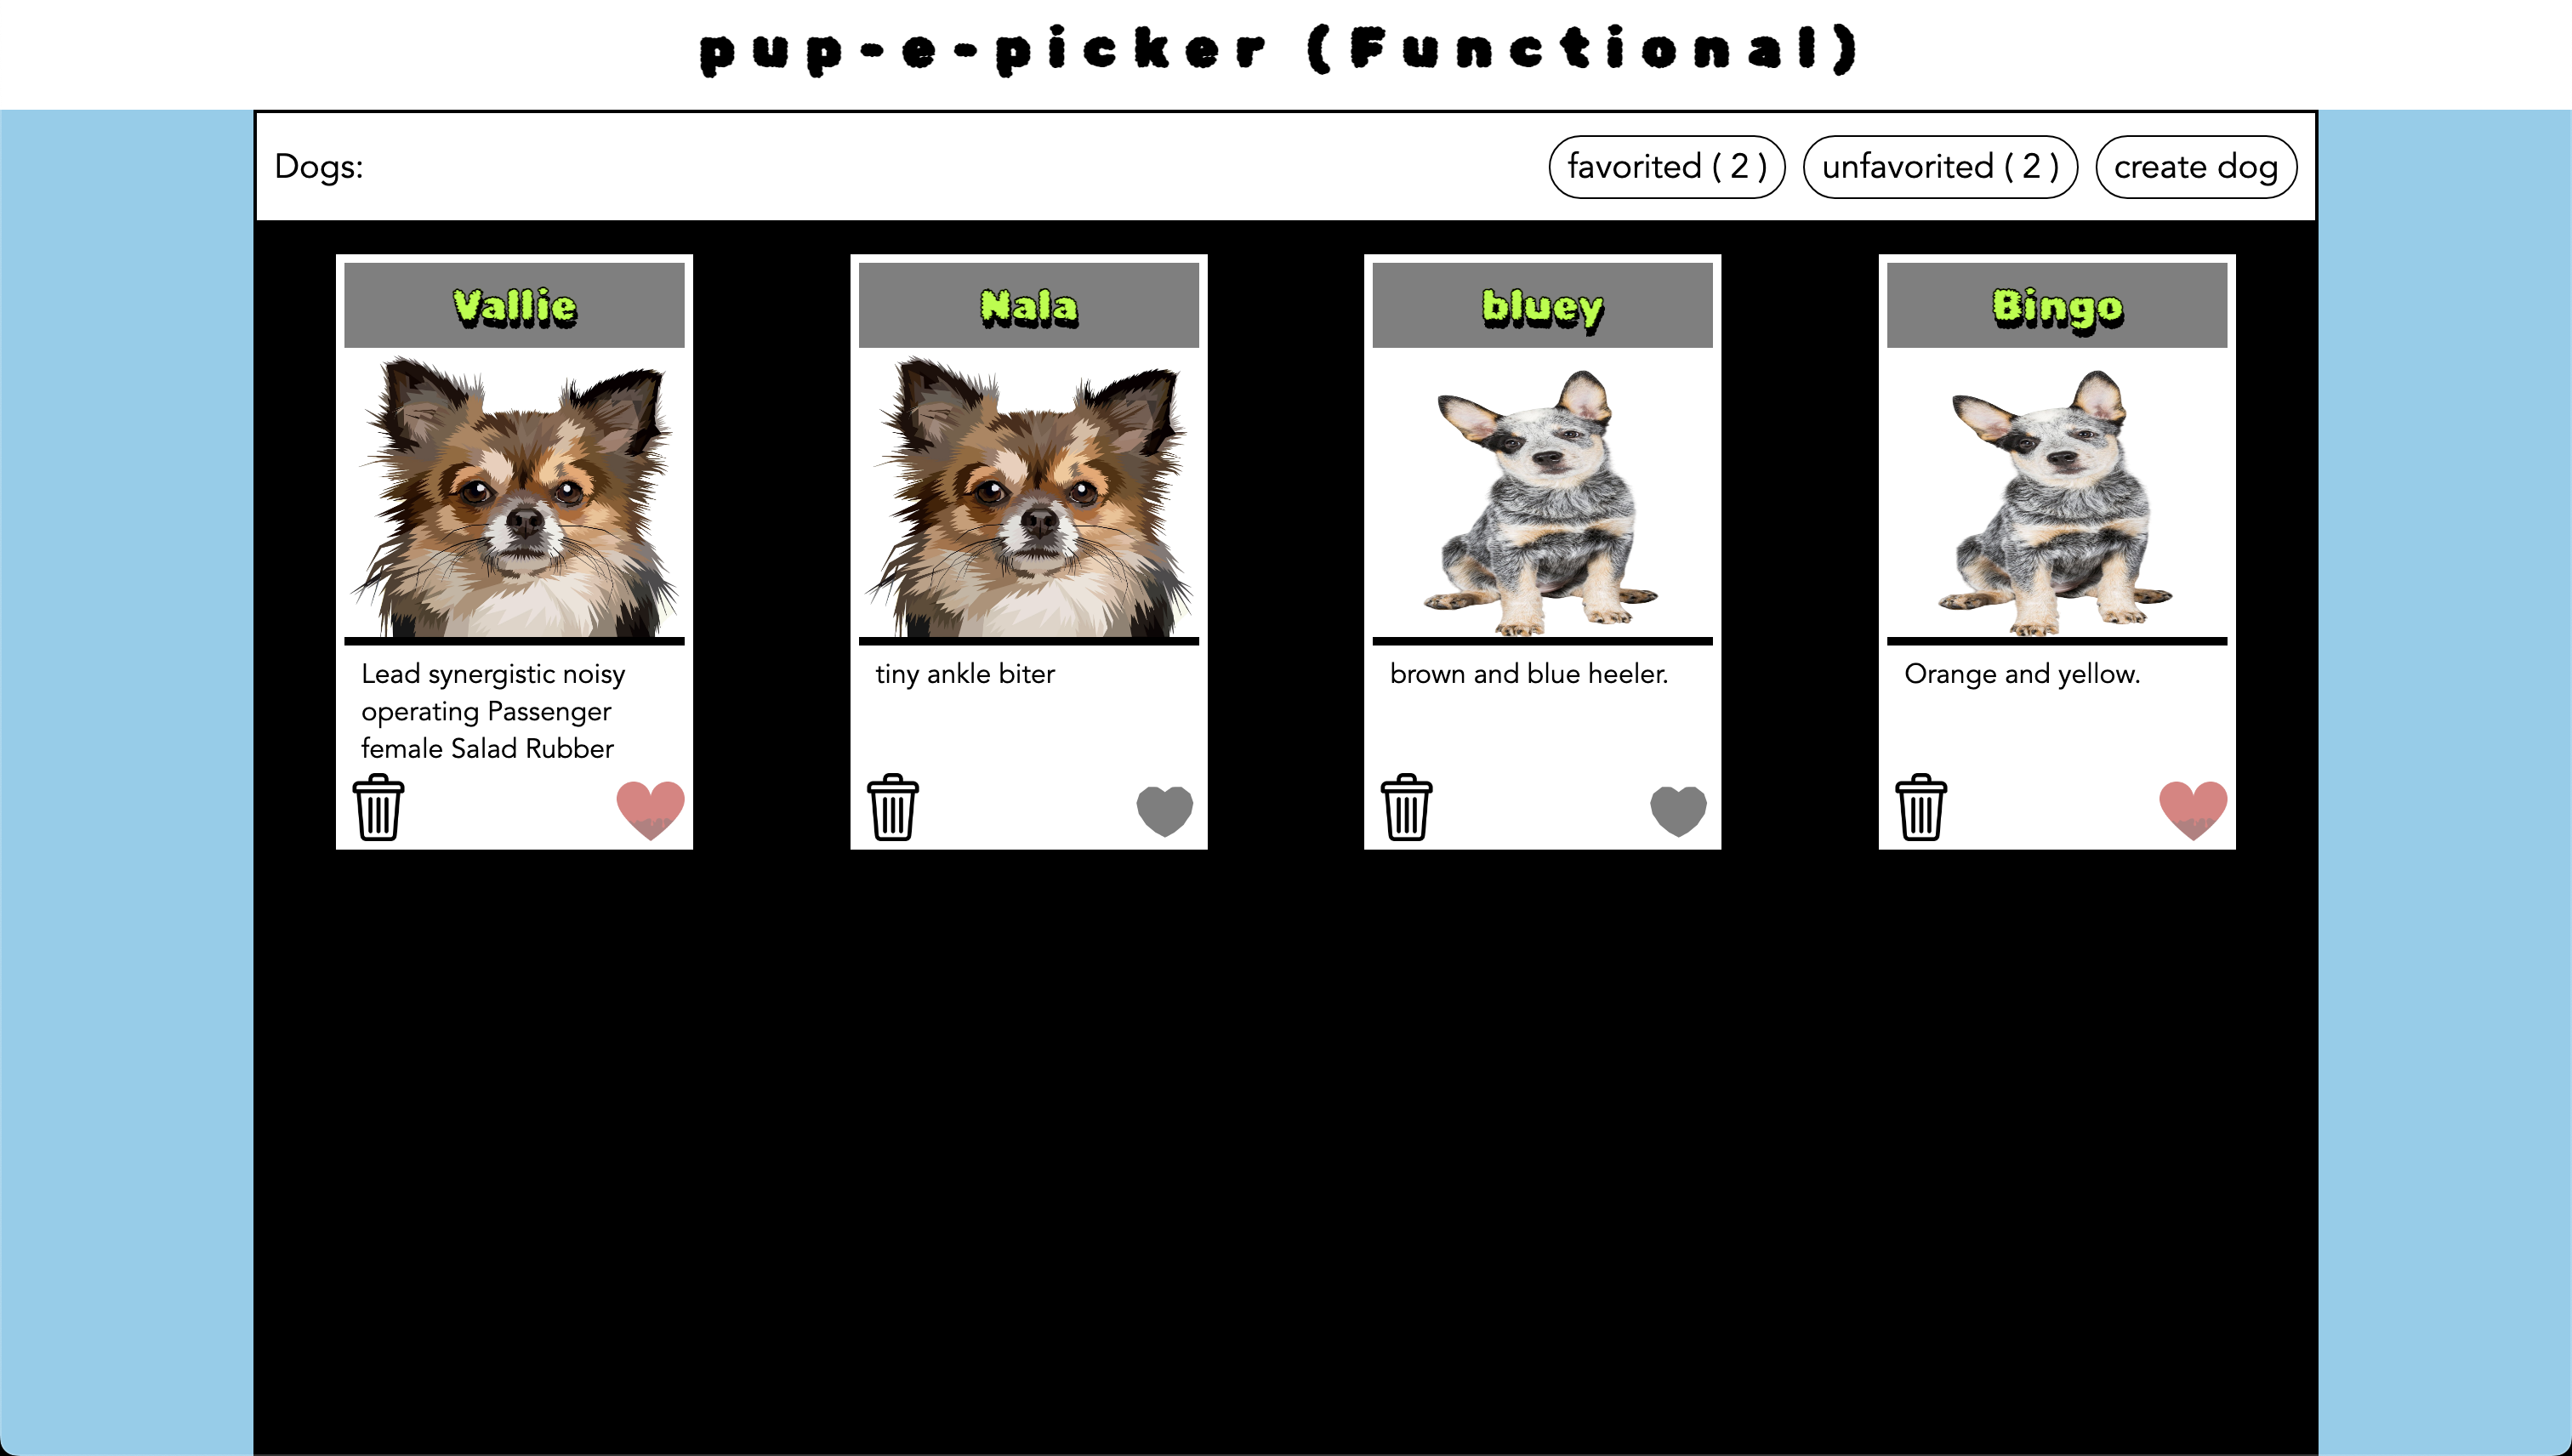 pup-e-picker (Functional)
Dogs:
favorited ( 2 )
unfavorited ( 2 )
create dog
Vallie
Lead synergistic noisy
operating Passenger
female Salad Rubber
Nala
tiny ankle biter
bluey
brown and blue heeler.
Bingo
Orange and yellow.